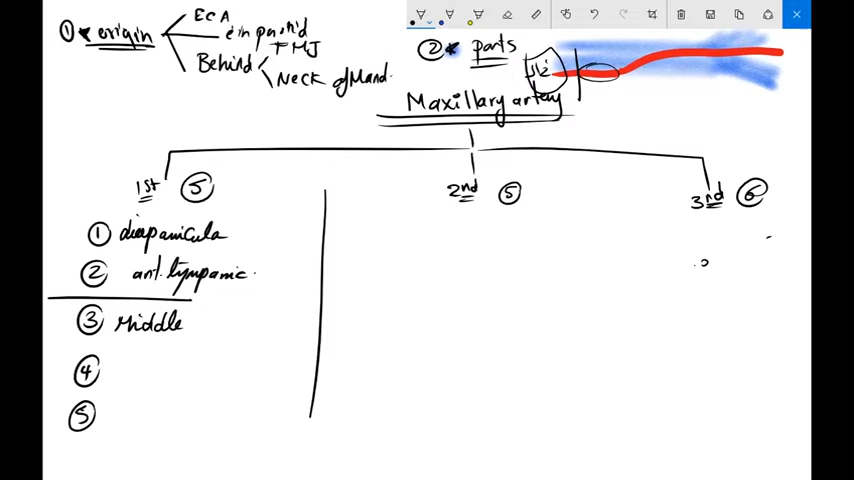 ① origin
ECA
in parotid
TMJ
Behind
Neck of Mand.
② parts
Maxillary artery
1st ⑤
2nd ⑤
3rd ⑥
①
② ant. tympanic
③ Middle
④
⑤